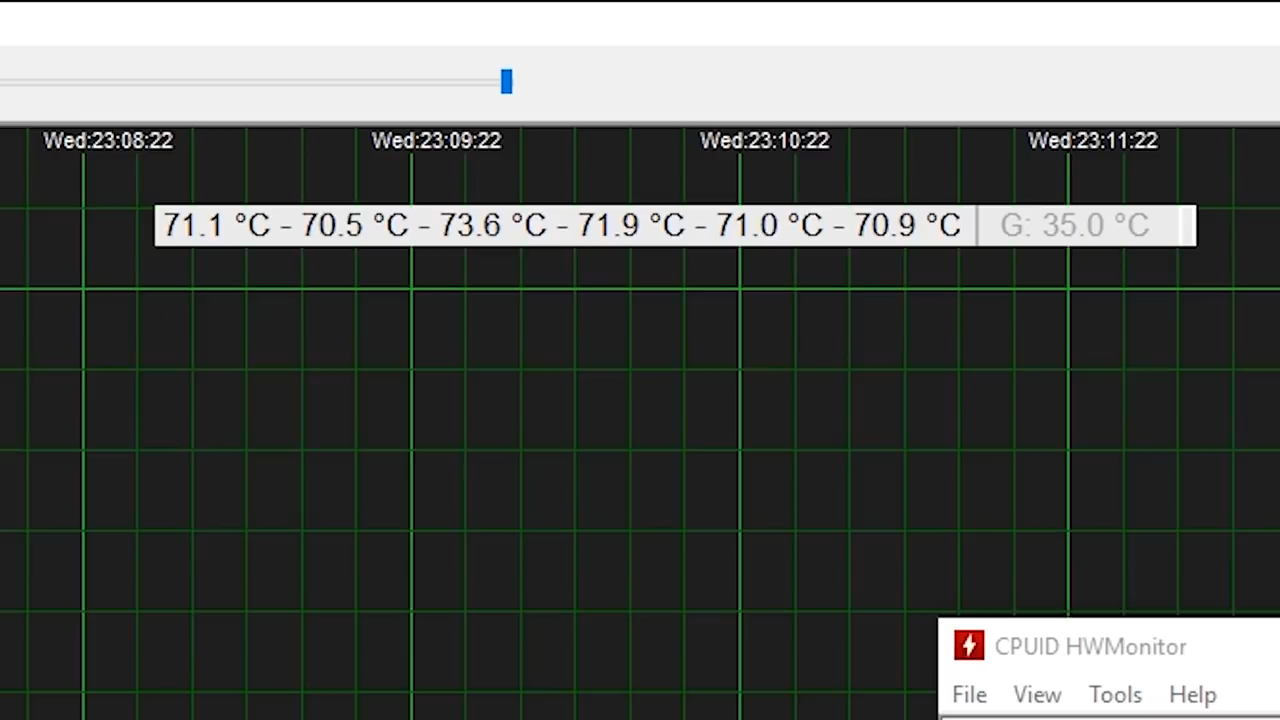 Wed:23:08:22 Wed:23:09:22 Wed:23:10:22 Wed:23:11:22
71.1 °C - 70.5 °C - 73.6 °C - 71.9 °C - 71.0 °C - 70.9 °C G: 35.0 °C
CPUID HWMonitor
File View Tools Help